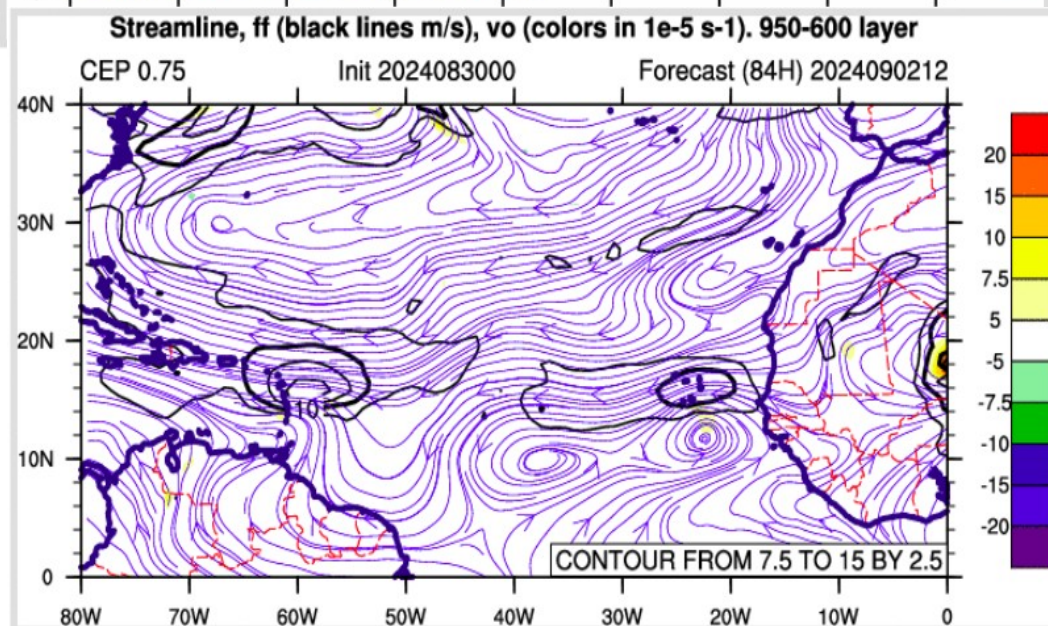 Streamline, ff (black lines m/s), vo (colors in 1e-5 s-1). 950-600 layer
CEP 0.75 Init 2024083000 Forecast (84H) 2024090212
40N
30N
20N
10N
0
10
CONTOUR FROM 7.5 TO 15 BY 2.5
80W 70W 60W 50W 40W 30W 20W 10W 0
20
15
10
7.5
5
-5
-7.5
-10
-15
-20